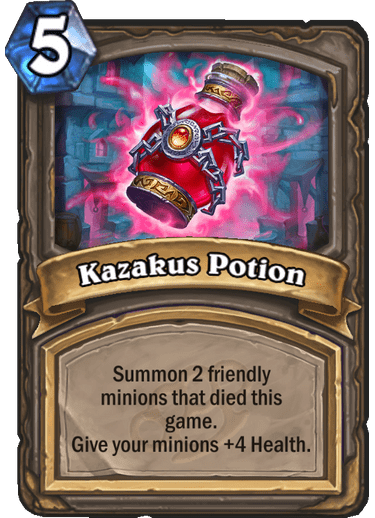 5
Kazakus Potion
Summon 2 friendly
minions that died this
game.
Give your minions +4 Health.